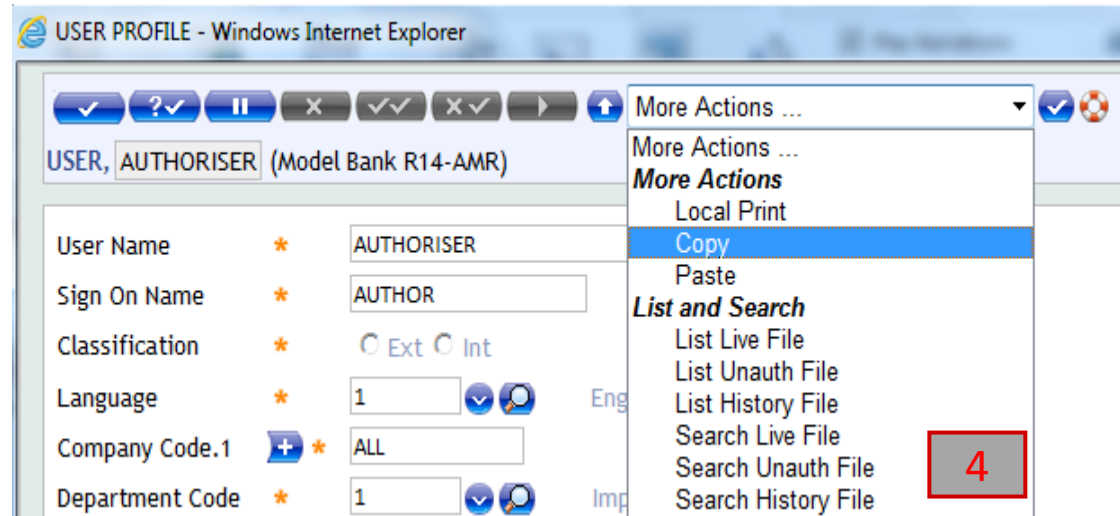 USER PROFILE - Windows Internet Explorer
More Actions ...
USER, AUTHORISER (Model Bank R14-AMR)
More Actions ...
More Actions
Local Print
Copy
Paste
List and Search
List Live File
List Unauth File
List History File
Search Live File
Search Unauth File
Search History File
User Name * AUTHORISER
Sign On Name * AUTHOR
Classification * Ext Int
Language * 1 Eng
Company Code.1 * ALL
Department Code * 1 Imp
4